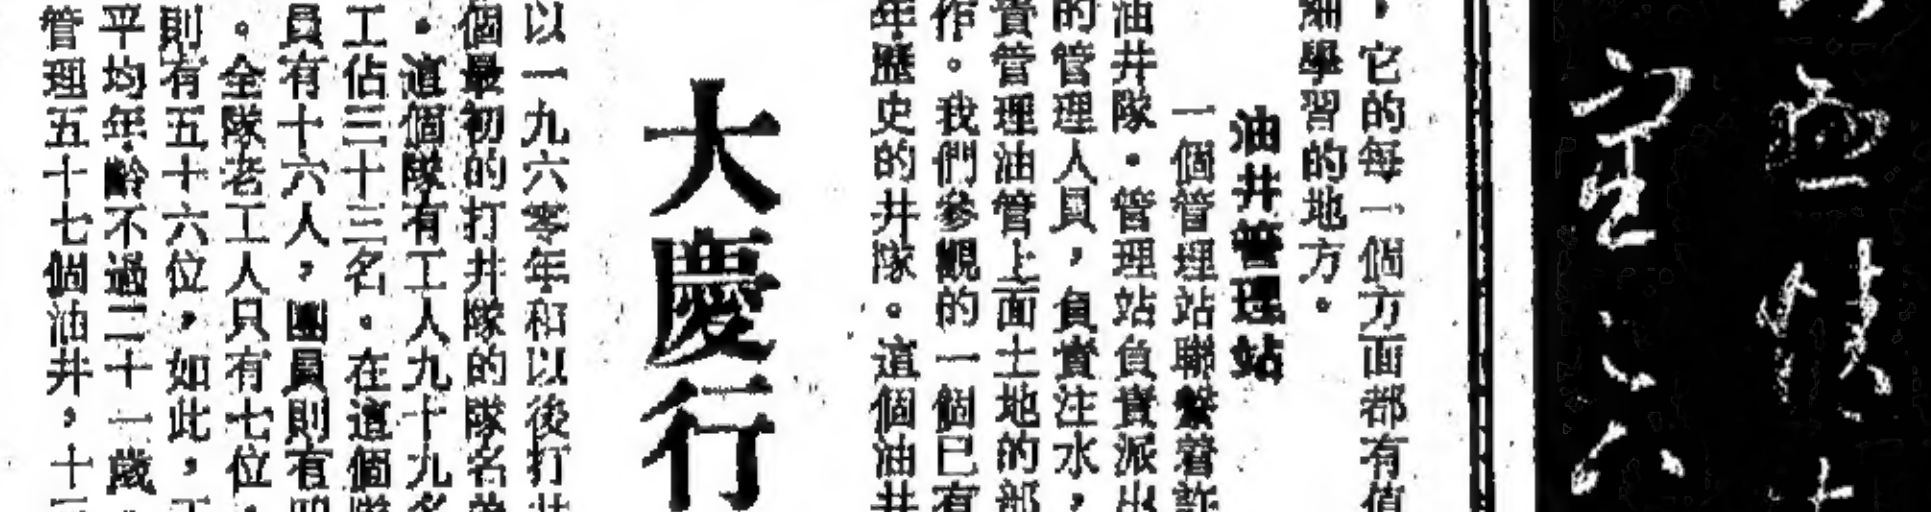 ，它的每一個方面都有值
細學習的地方。
油井管理站
一個管理站聯繫着許
油井隊。管理站負責派出
的管理人員，負責注水，
責管理油管上面土地的部
作。我們參觀的一個已有
年歷史的井隊。這個油井
大慶行
以一九六零年和以後打井
個最初的打井隊的隊名為
。這個隊有工人九十九名
工佔三十三名。在這個隊
員有十六人，團員則有四
。全隊老工人只有七位，
則有五十六位，如此，工
平均年齡不過二十一歲。
管理五十七個油井，十